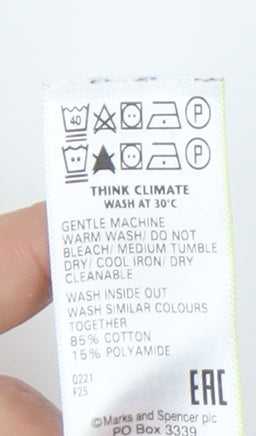 40 P
P
THINK CLIMATE
WASH AT 30°C
GENTLE MACHINE
WARM WASH/ DO NOT
BLEACH/ MEDIUM TUMBLE
DRY/ COOL IRON/ DRY
CLEANABLE
WASH INSIDE OUT
WASH SIMILAR COLOURS
TOGETHER
85% COTTON
15% POLYAMIDE
0221
F25
EAC
©Marks and Spencer plc
PO Box 3339